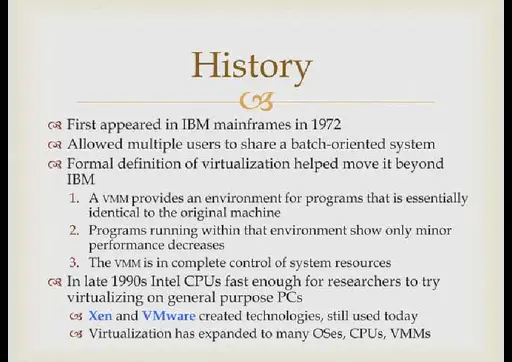 History
First appeared in IBM mainframes in 1972
Allowed multiple users to share a batch-oriented system
Formal definition of virtualization helped move it beyond
IBM
1. A VMM provides an environment for programs that is essentially
identical to the original machine
2. Programs running within that environment show only minor
performance decreases
3. The VMM is in complete control of system resources
In late 1990s Intel CPUs fast enough for researchers to try
virtualizing on general purpose PCs
Xen and VMware created technologies, still used today
Virtualization has expanded to many OSes, CPUs, VMMs